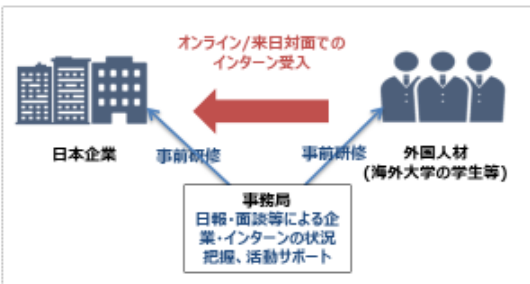 オンライン/来日対面での
インターン受入
日本企業
事前研修
事前研修
外国人材
(海外大学の学生等)
事務局
日報・面談等による企
業・インターンの状況
把握、活動サポート